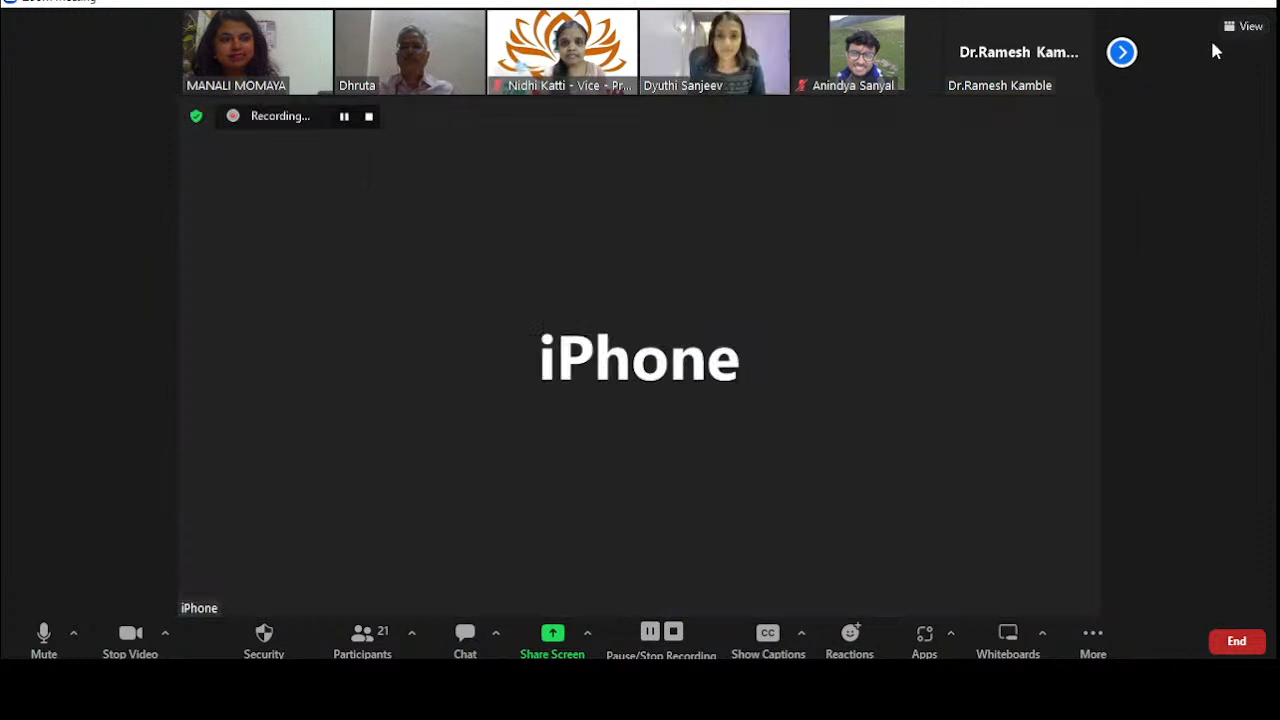 View
Dr.Ramesh Kam...
MANALI MOMAYA
Dhruta
Nidhi Katti - Vice - Pr...
Dyuthi Sanjeev
Anindya Sanyal
Dr.Ramesh Kamble
Recording...
iPhone
iPhone
21
CC
Mute
Stop Video
Security
Participants
Chat
Share Screen
Pause/Stop Recording
Show Captions
Reactions
Apps
Whiteboards
More
End